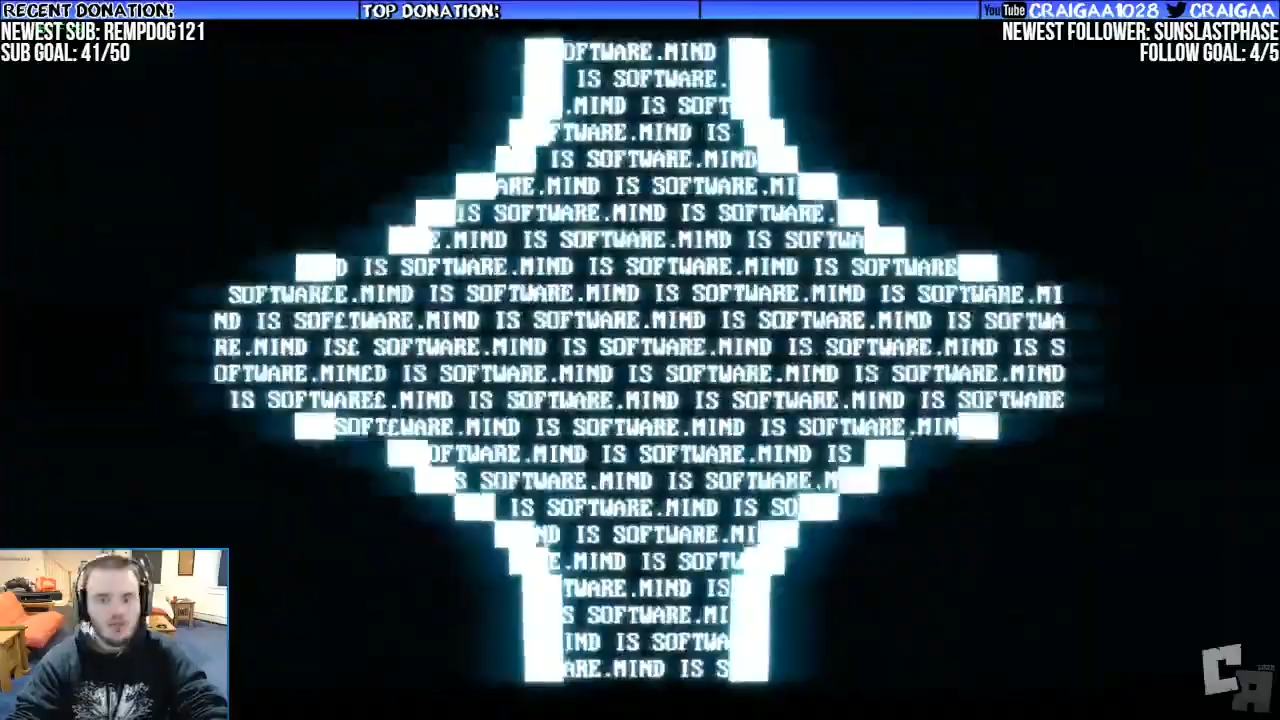 RECENT DONATION:
TOP DONATION:
You Tube CRAIGAA1028 CRAIGAA
NEWEST SUB: REMPDOG121
SUB GOAL: 41/50
NEWEST FOLLOWER: SUNSLASTPHASE
FOLLOW GOAL: 4/5
OFTWARE.MIND
IS SOFTWARE.
.MIND IS SOFT
FTWARE.MIND IS
IS SOFTWARE.MIND
ARE.MIND IS SOFTWARE.MI
IS SOFTWARE.MIND IS SOFTWARE.
E.MIND IS SOFTWARE.MIND IS SOFTWA
D IS SOFTWARE.MIND IS SOFTWARE.MIND IS SOFTWARE
SOFTWAR£E.MIND IS SOFTWARE.MIND IS SOFTWARE.MIND IS SOFTWARE.MI
ND IS SOF£TWARE.MIND IS SOFTWARE.MIND IS SOFTWARE.MIND IS SOFTWA
RE.MIND IS£ SOFTWARE.MIND IS SOFTWARE.MIND IS SOFTWARE.MIND IS S
OFTWARE.MIN£D IS SOFTWARE.MIND IS SOFTWARE.MIND IS SOFTWARE.MIND
IS SOFTWARE£.MIND IS SOFTWARE.MIND IS SOFTWARE.MIND IS SOFTWARE
SOFT£WARE.MIND IS SOFTWARE.MIND IS SOFTWARE.MIN
OFTWARE.MIND IS SOFTWARE.MIND IS
S SOFTWARE.MIND IS SOFTWARE.M
IS SOFTWARE.MIND IS SO
ND IS SOFTWARE.MI
E.MIND IS SOFTW
TWARE.MIND IS
S SOFTWARE.MI
IND IS SOFTWA
ARE.MIND IS S